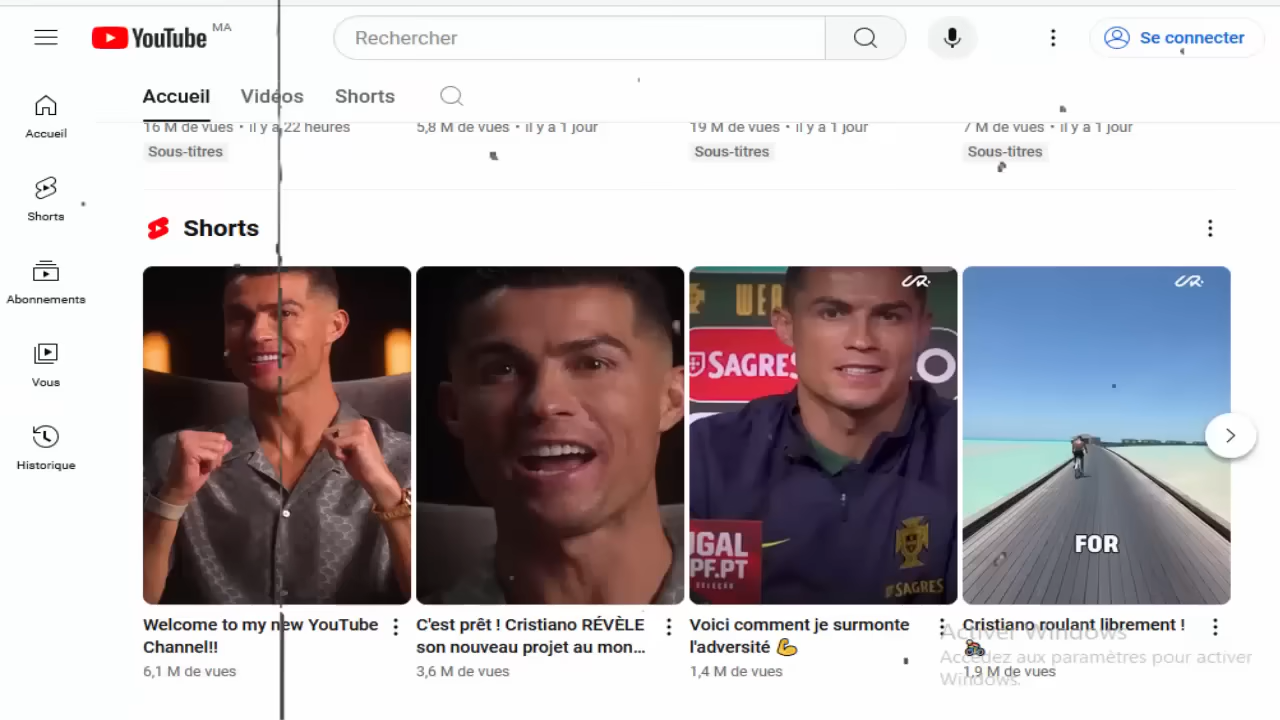 YouTube MA
Rechercher
Se connecter
Accueil Vidéos Shorts
Accueil
Shorts
Abonnements
Vous
Historique
16 M de vues • il y a 22 heures
Sous-titres
5,8 M de vues • il y a 1 jour
19 M de vues • il y a 1 jour
Sous-titres
7 M de vues • il y a 1 jour
Sous-titres
Shorts
SAGRES
UGAL
PF.PT
SAGRES
FOR
Welcome to my new YouTube
Channel!!
6,1 M de vues
C'est prêt ! Cristiano RÉVÈLE
son nouveau projet au mon...
3,6 M de vues
Voici comment je surmonte
l'adversité 💪
1,4 M de vues
Cristiano roulant librement !
🚴
1,9 M de vues
Activer Windows
Accédez aux paramètres pour activer
Windows.